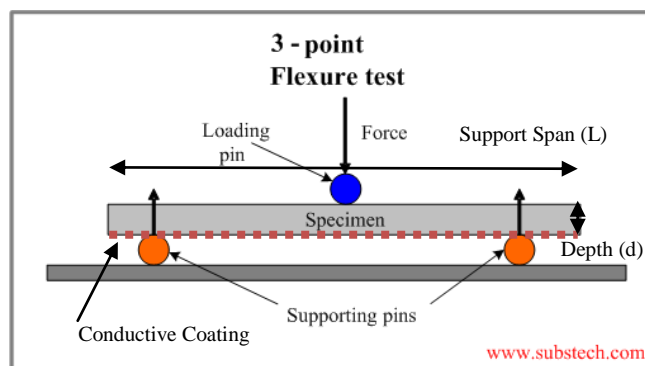 3 - point
Flexure test
Loading
pin
Force
Support Span (L)
Specimen
Depth (d)
Supporting pins
Conductive Coating
www.substech.com